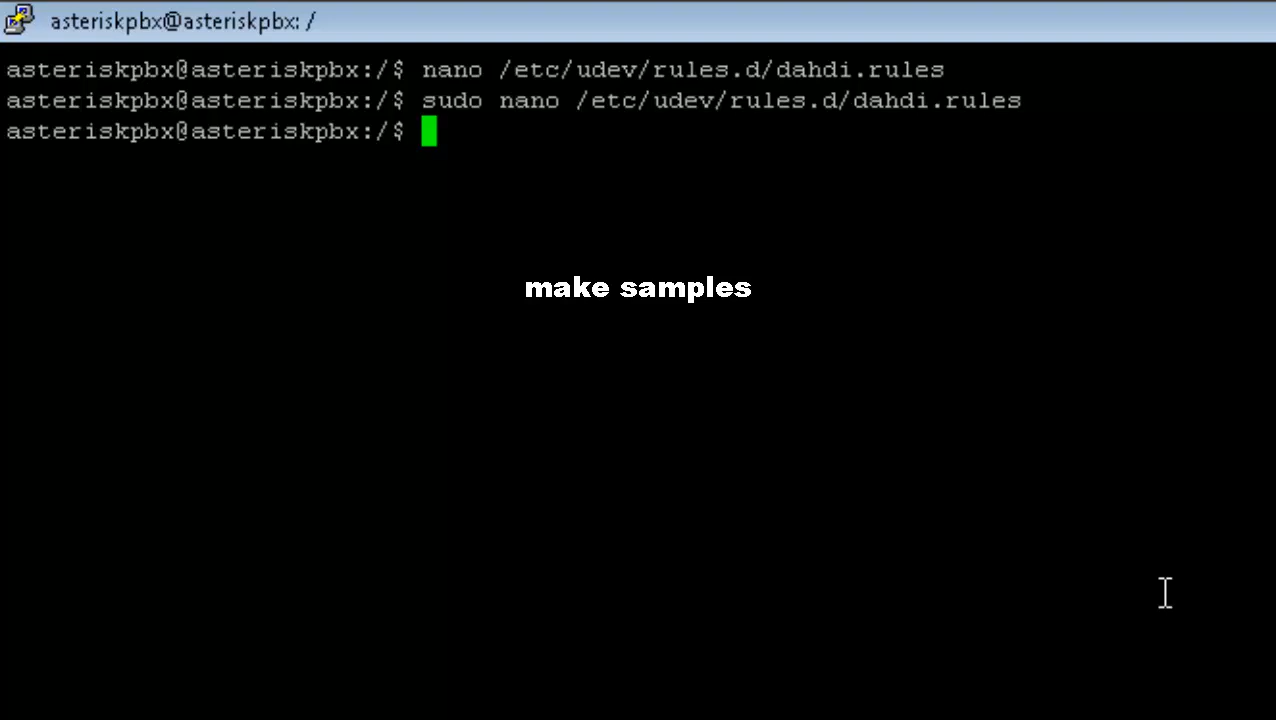 asteriskpbx@asteriskpbx: /
asteriskpbx@asteriskpbx:/$ nano /etc/udev/rules.d/dahdi.rules
asteriskpbx@asteriskpbx:/$ sudo nano /etc/udev/rules.d/dahdi.rules
asteriskpbx@asteriskpbx:/$
make samples